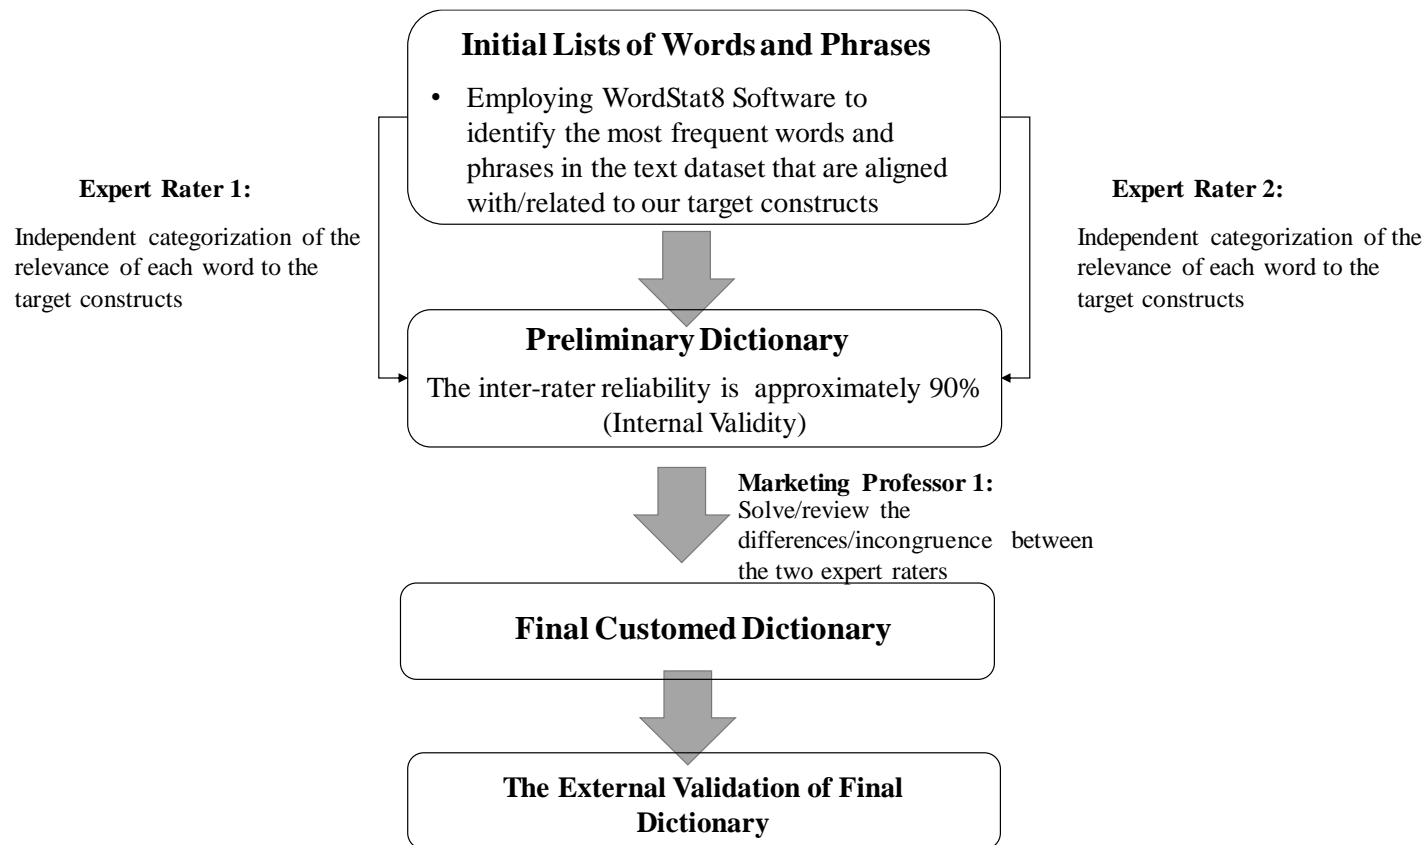 Initial Lists of Words and Phrases
• Employing WordStat8 Software to
identify the most frequent words and
phrases in the text dataset that are aligned
with/related to our target constructs
Expert Rater 1:
Independent categorization of the
relevance of each word to the
target constructs
Expert Rater 2:
Independent categorization of the
relevance of each word to the
target constructs
Preliminary Dictionary
The inter-rater reliability is approximately 90%
(Internal Validity)
Marketing Professor 1:
Solve/review the
differences/incongruence between
the two expert raters
Final Customed Dictionary
The External Validation of Final
Dictionary